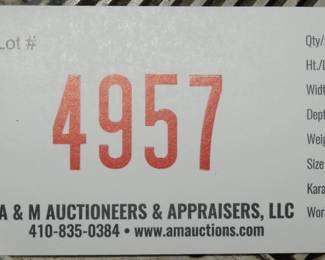 Lot #
4957
A & M AUCTIONEERS & APPRAISERS, LLC
410-835-0384 • www.amauctions.com
Qty/
Ht./
Widt
Dept
Weig
Size
Kara
Wor